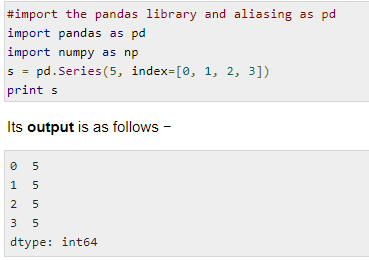 #import the pandas library and aliasing as pd
import pandas as pd
import numpy as np
s = pd.Series(5, index=[0, 1, 2, 3])
print s
Its output is as follows −
0 5
1 5
2 5
3 5
dtype: int64